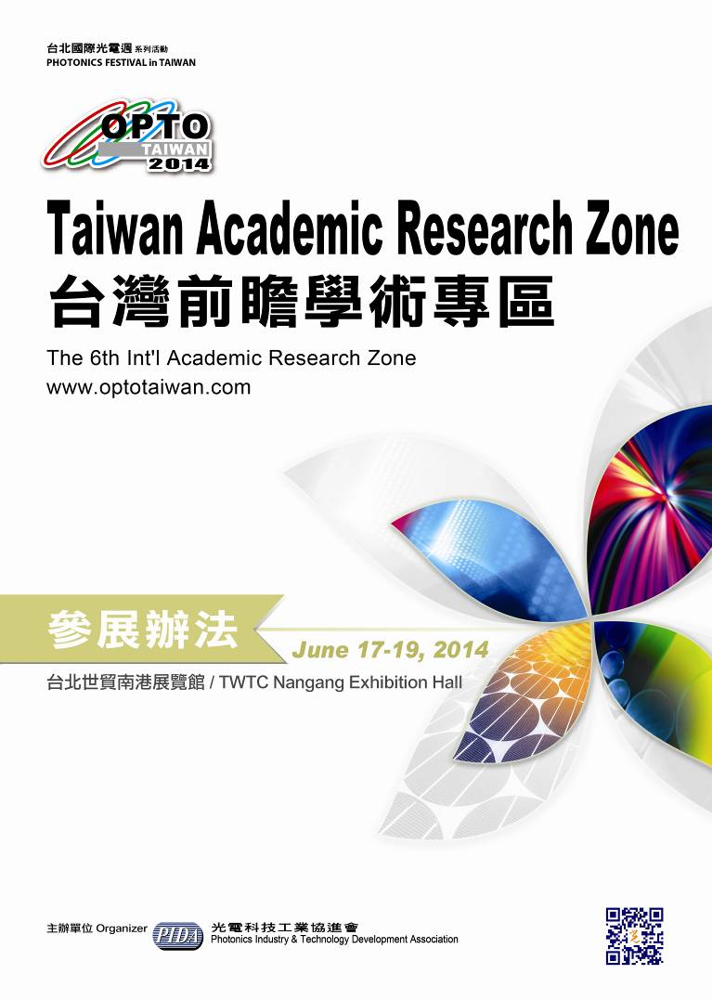 台北國際光電週 系列活動
PHOTONICS FESTIVAL in TAIWAN
OPTO
TAIWAN
2014
Taiwan Academic Research Zone
台灣前瞻學術專區
The 6th Int'l Academic Research Zone
www.optotaiwan.com
參展辦法
June 17-19, 2014
台北世貿南港展覽館 / TWTC Nangang Exhibition Hall
主辦單位 Organizer PIDA 光電科技工業協進會
Photonics Industry & Technology Development Association